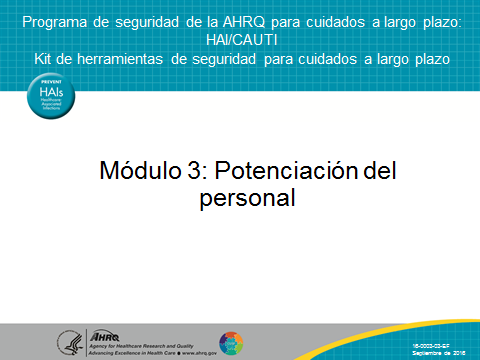 Programa de seguridad de la AHRQ para cuidados a largo plazo:
HAI/CAUTI
Kit de herramientas de seguridad para cuidados a largo plazo
PREVENT
HAIs
Healthcare
Associated
Infections
Módulo 3: Potenciación del
personal
AHRQ
Agency for Healthcare Research and Quality
Advancing Excellence in Health Care www.ahrq.gov
16-0003-03-EF
Septiembre de 2016